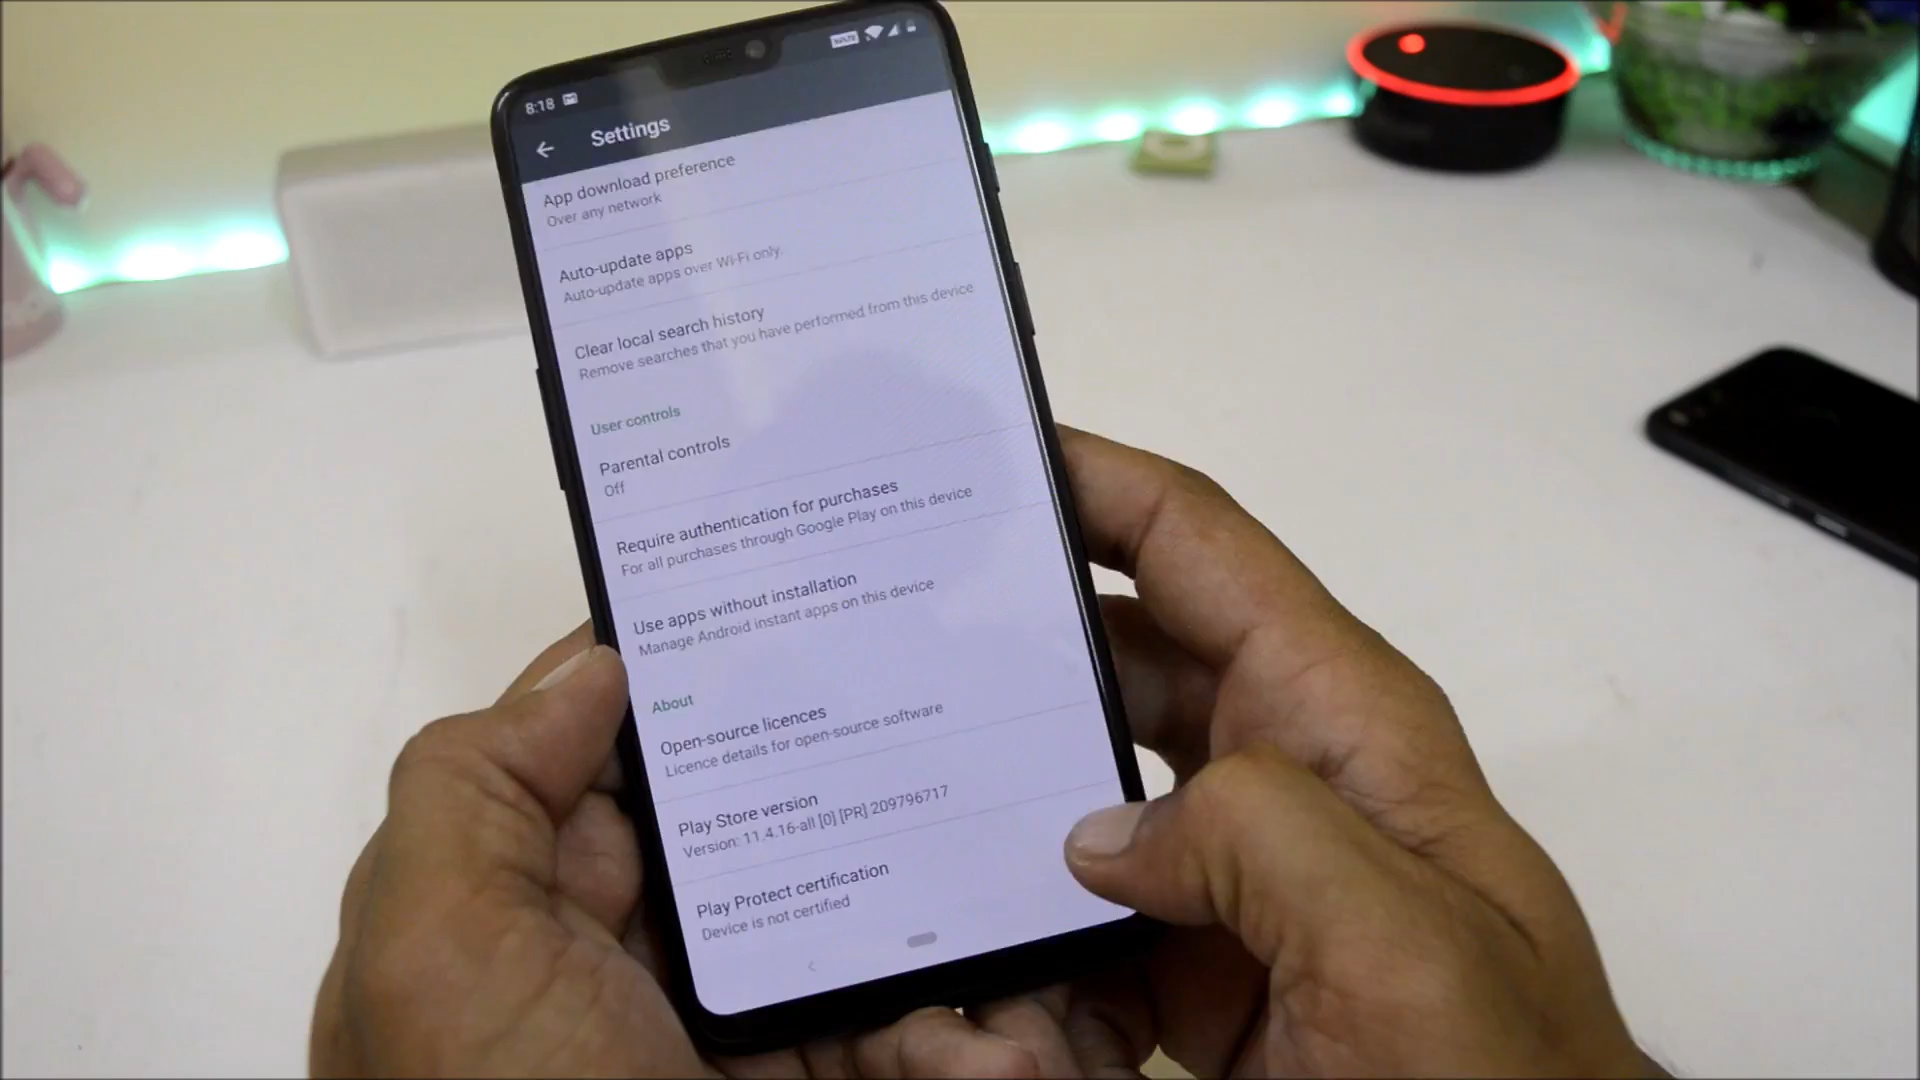 8:18
VoLTE
Settings
App download preference
Over any network
Auto-update apps
Auto-update apps over Wi-Fi only.
Clear local search history
Remove searches that you have performed from this device
User controls
Parental controls
Off
Require authentication for purchases
For all purchases through Google Play on this device
Use apps without installation
Manage Android instant apps on this device
About
Open-source licences
Licence details for open-source software
Play Store version
Version: 11.4.16-all [0] [PR] 209796717
Play Protect certification
Device is not certified